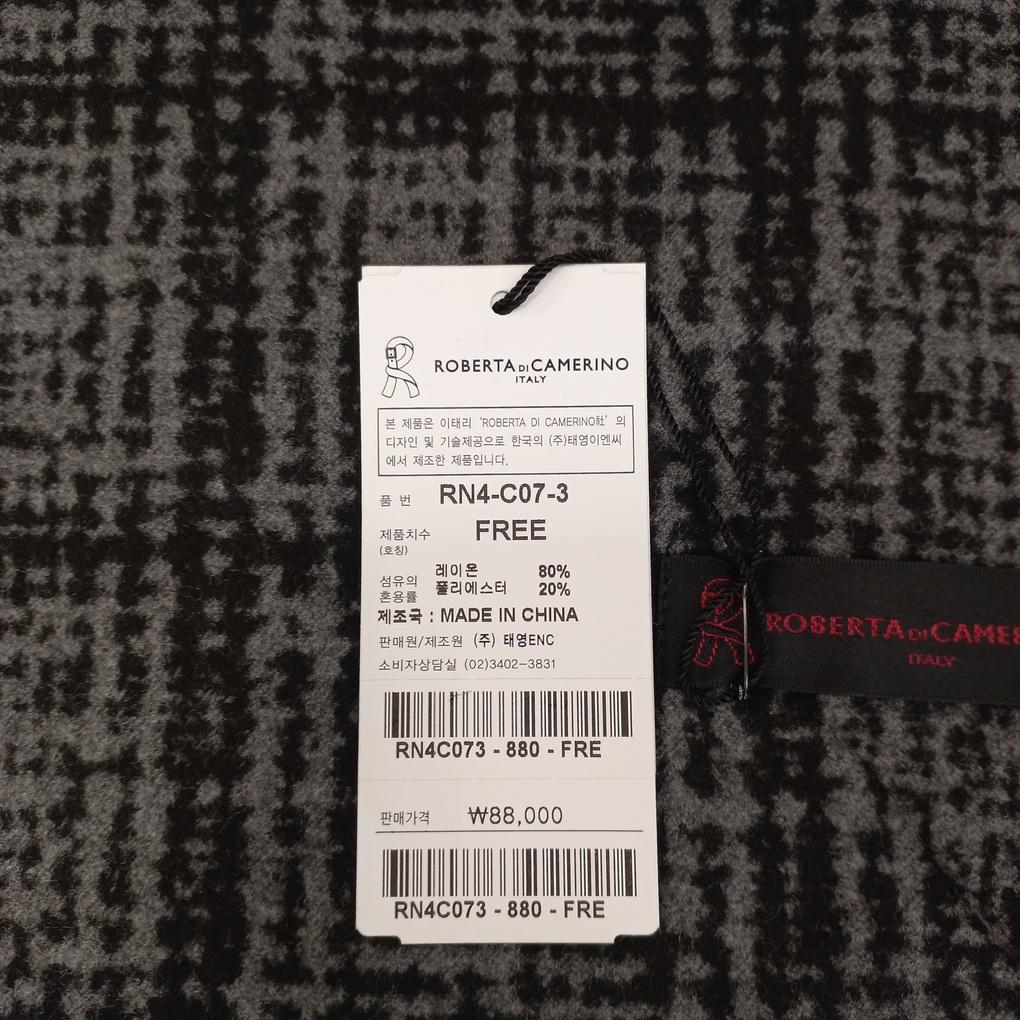 ROBERTA DI CAMERINO
ITALY
본 제품은 이태리 'ROBERTA DI CAMERINO社' 의
디자인 및 기술제공으로 한국의 (주)태영이엔씨
에서 제조한 제품입니다.
품 번 RN4-C07-3
제품치수 FREE
(호칭)
섬유의 레이온 80%
혼용률 폴리에스터 20%
제조국 : MADE IN CHINA
판매원/제조원 (주) 태영ENC
소비자상담실 (02)3402-3831
RN4C073 - 880 - FRE
판매가격 ₩88,000
RN4C073 - 880 - FRE
ROBERTA DI CAMER
ITALY